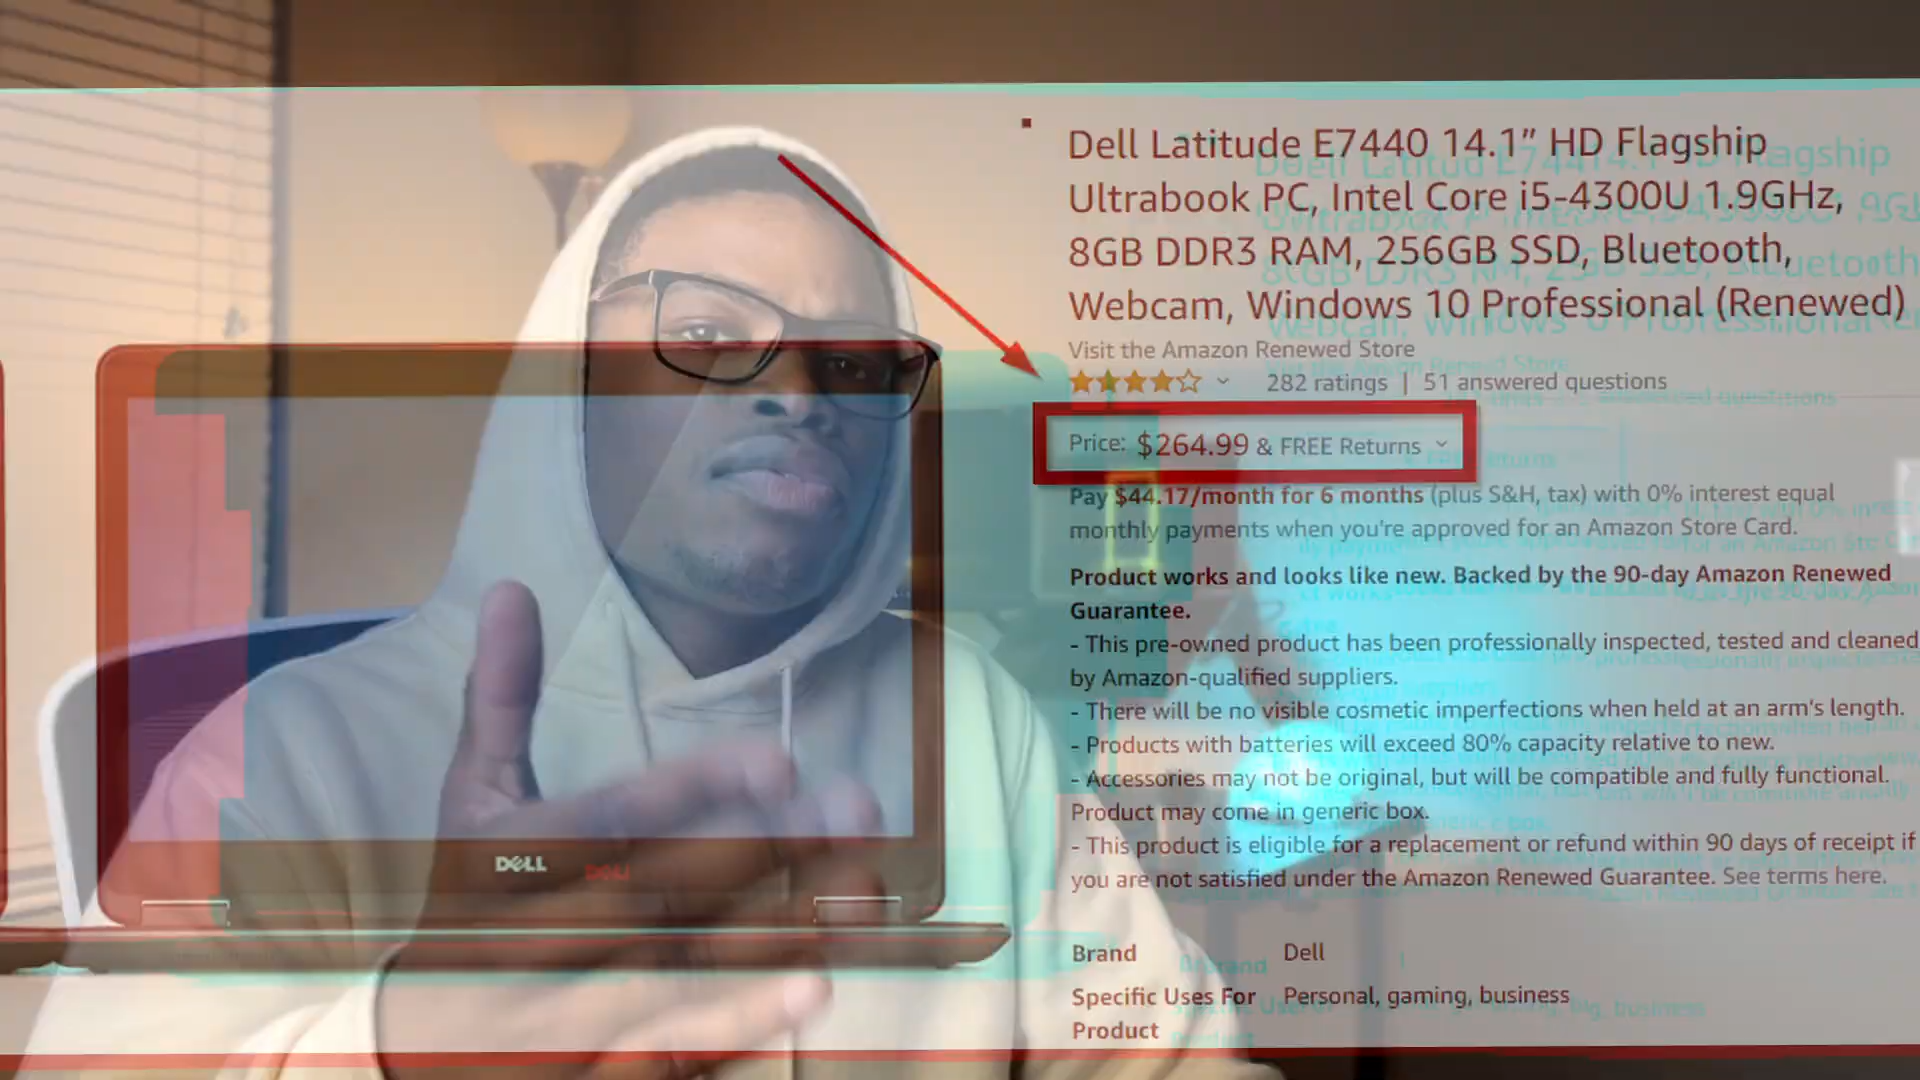 Dell Latitude E7440 14.1” HD Flagship
Ultrabook PC, Intel Core i5-4300U 1.9GHz,
8GB DDR3 RAM, 256GB SSD, Bluetooth,
Webcam, Windows 10 Professional (Renewed)
Visit the Amazon Renewed Store
282 ratings | 51 answered questions
Price: $264.99 & FREE Returns
Pay $44.17/month for 6 months (plus S&H, tax) with 0% interest equal
monthly payments when you're approved for an Amazon Store Card.
Product works and looks like new. Backed by the 90-day Amazon Renewed
Guarantee.
- This pre-owned product has been professionally inspected, tested and cleaned
by Amazon-qualified suppliers.
- There will be no visible cosmetic imperfections when held at an arm's length.
- Products with batteries will exceed 80% capacity relative to new.
- Accessories may not be original, but will be compatible and fully functional.
Product may come in generic box.
- This product is eligible for a replacement or refund within 90 days of receipt if
you are not satisfied under the Amazon Renewed Guarantee. See terms here.
Brand Dell
Specific Uses For Personal, gaming, business
Product
DELL
DELL